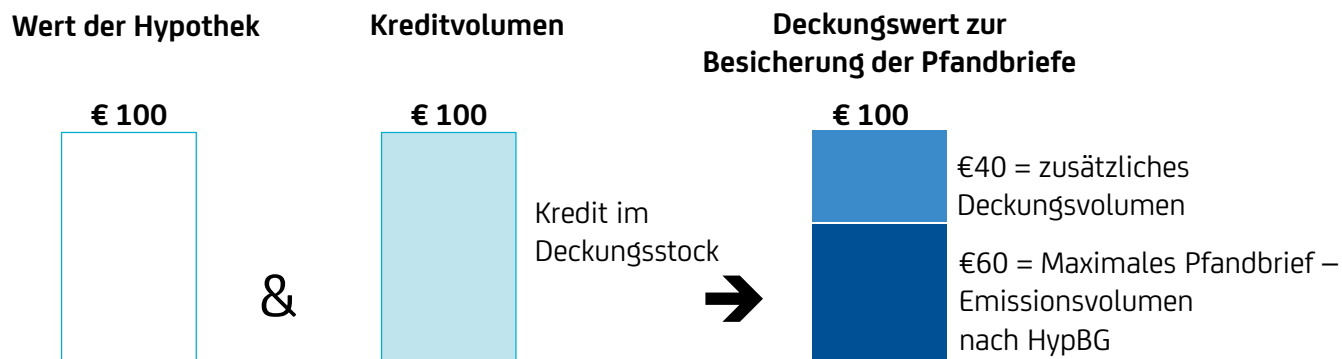 Wert der Hypothek
Kreditvolumen
Deckungswert zur
Besicherung der Pfandbriefe
€ 100
€ 100
€ 100
&
Kredit im
Deckungsstock
€40 = zusätzliches
Deckungsvolumen
€60 = Maximales Pfandbrief –
Emissionsvolumen
nach HypBG